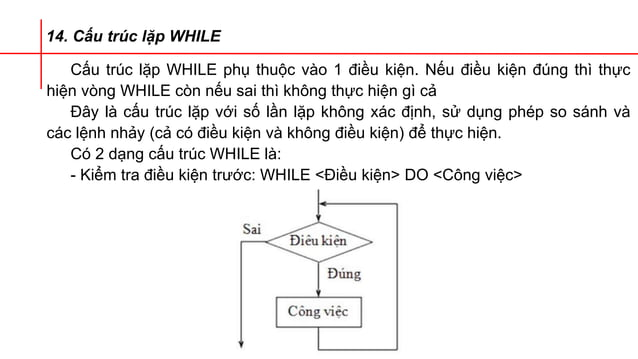 14. Cấu trúc lặp WHILE
Cấu trúc lặp WHILE phụ thuộc vào 1 điều kiện. Nếu điều kiện đúng thì thực
hiện vòng WHILE còn nếu sai thì không thực hiện gì cả
Đây là cấu trúc lặp với số lần lặp không xác định, sử dụng phép so sánh và
các lệnh nhảy (cả có điều kiện và không điều kiện) để thực hiện.
Có 2 dạng cấu trúc WHILE là:
- Kiểm tra điều kiện trước: WHILE <Điều kiện> DO <Công việc>
Sai
Điều kiện
Đúng
Công việc